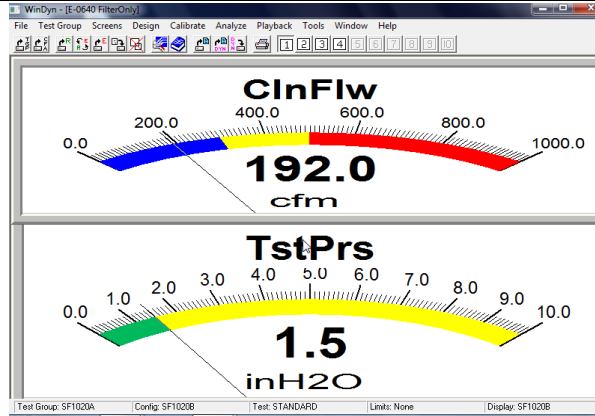 WinDyn - [E-0640 FilterOnly]
File Test Group Screens Design Calibrate Analyze Playback Tools Window Help
1 2 3 4 5 6 7 8 9 10
ClnFlw
0.0 200.0 400.0 600.0 800.0 1000.0
192.0
cfm
TstPrs
0.0 1.0 2.0 3.0 4.0 5.0 6.0 7.0 8.0 9.0 10.0
1.5
inH2O
Test Group: SF1020A Config: SF1020B Test: STANDARD Limits: None Display: SF1020B